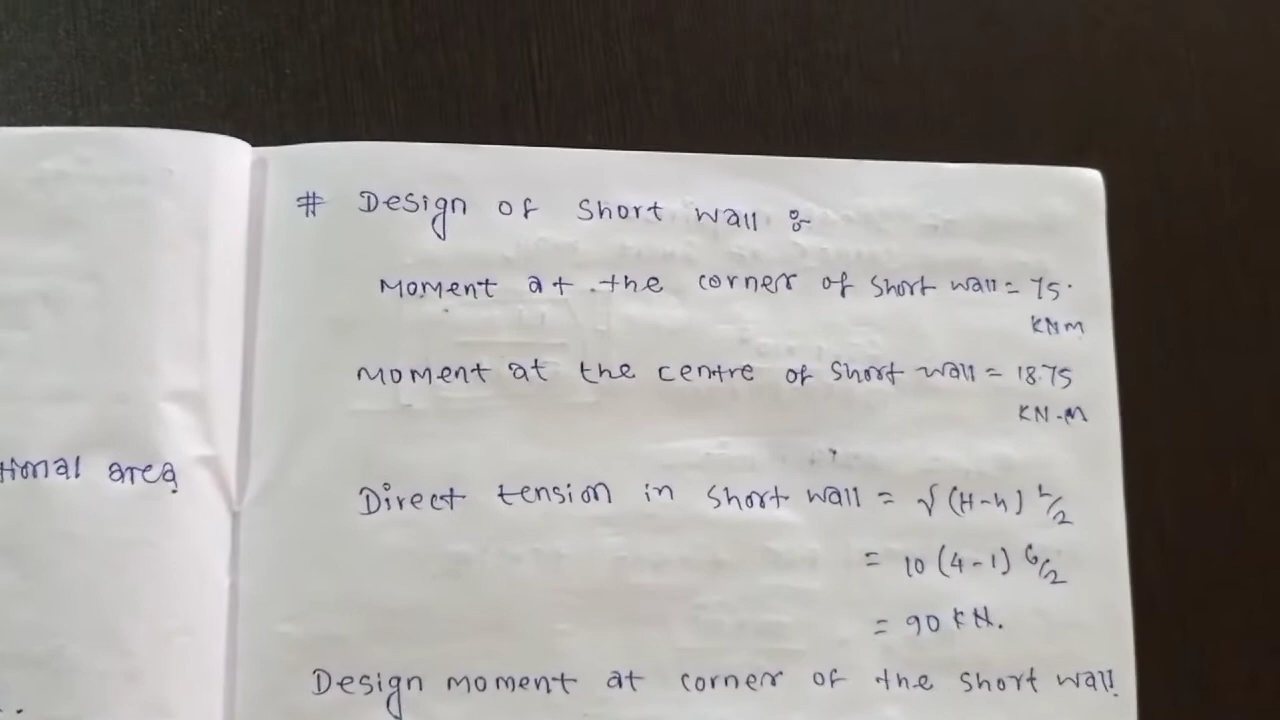 # Design of short wall :-
Moment at the corner of short wall = 75.
KNm
Moment at the centre of short wall = 18.75
KN-m
tional area
Direct tension in short wall = γ (H-h) L/2
= 10 (4-1) 6/2
= 90 KN.
Design moment at corner of the short wall